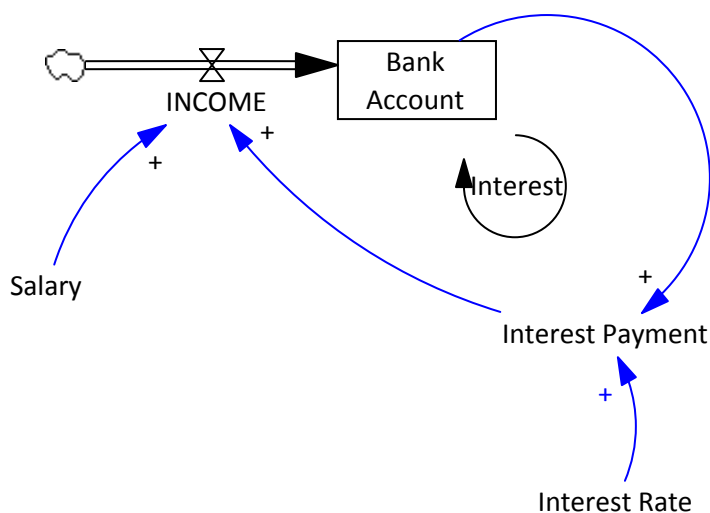 Bank
Account
INCOME
+
+
Interest
Salary
+
Interest Payment
+
Interest Rate